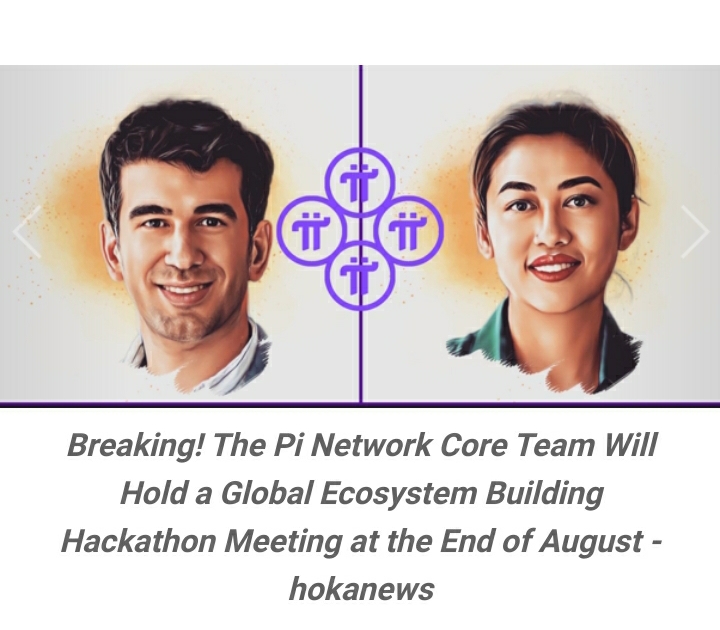 Breaking! The Pi Network Core Team Will
Hold a Global Ecosystem Building
Hackathon Meeting at the End of August -
hokanews